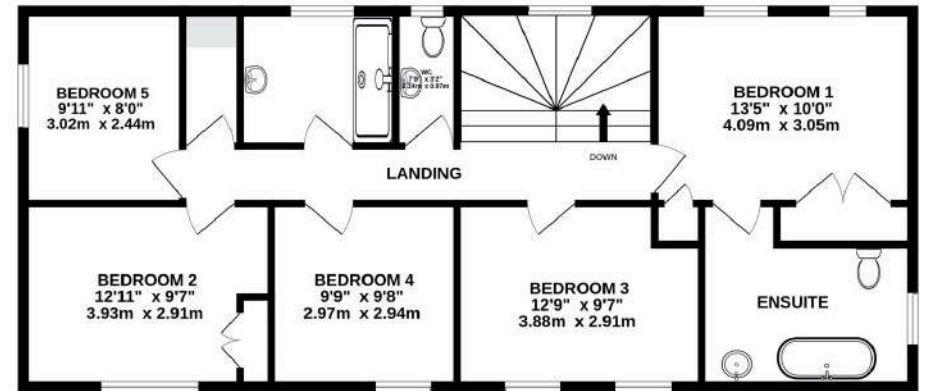 BEDROOM 5
9'11" x 8'0"
3.02m x 2.44m
WC
BEDROOM 1
13'5" x 10'0"
4.09m x 3.05m
DOWN
LANDING
BEDROOM 2
12'11" x 9'7"
3.93m x 2.91m
BEDROOM 4
9'9" x 9'8"
2.97m x 2.94m
BEDROOM 3
12'9" x 9'7"
3.88m x 2.91m
ENSUITE